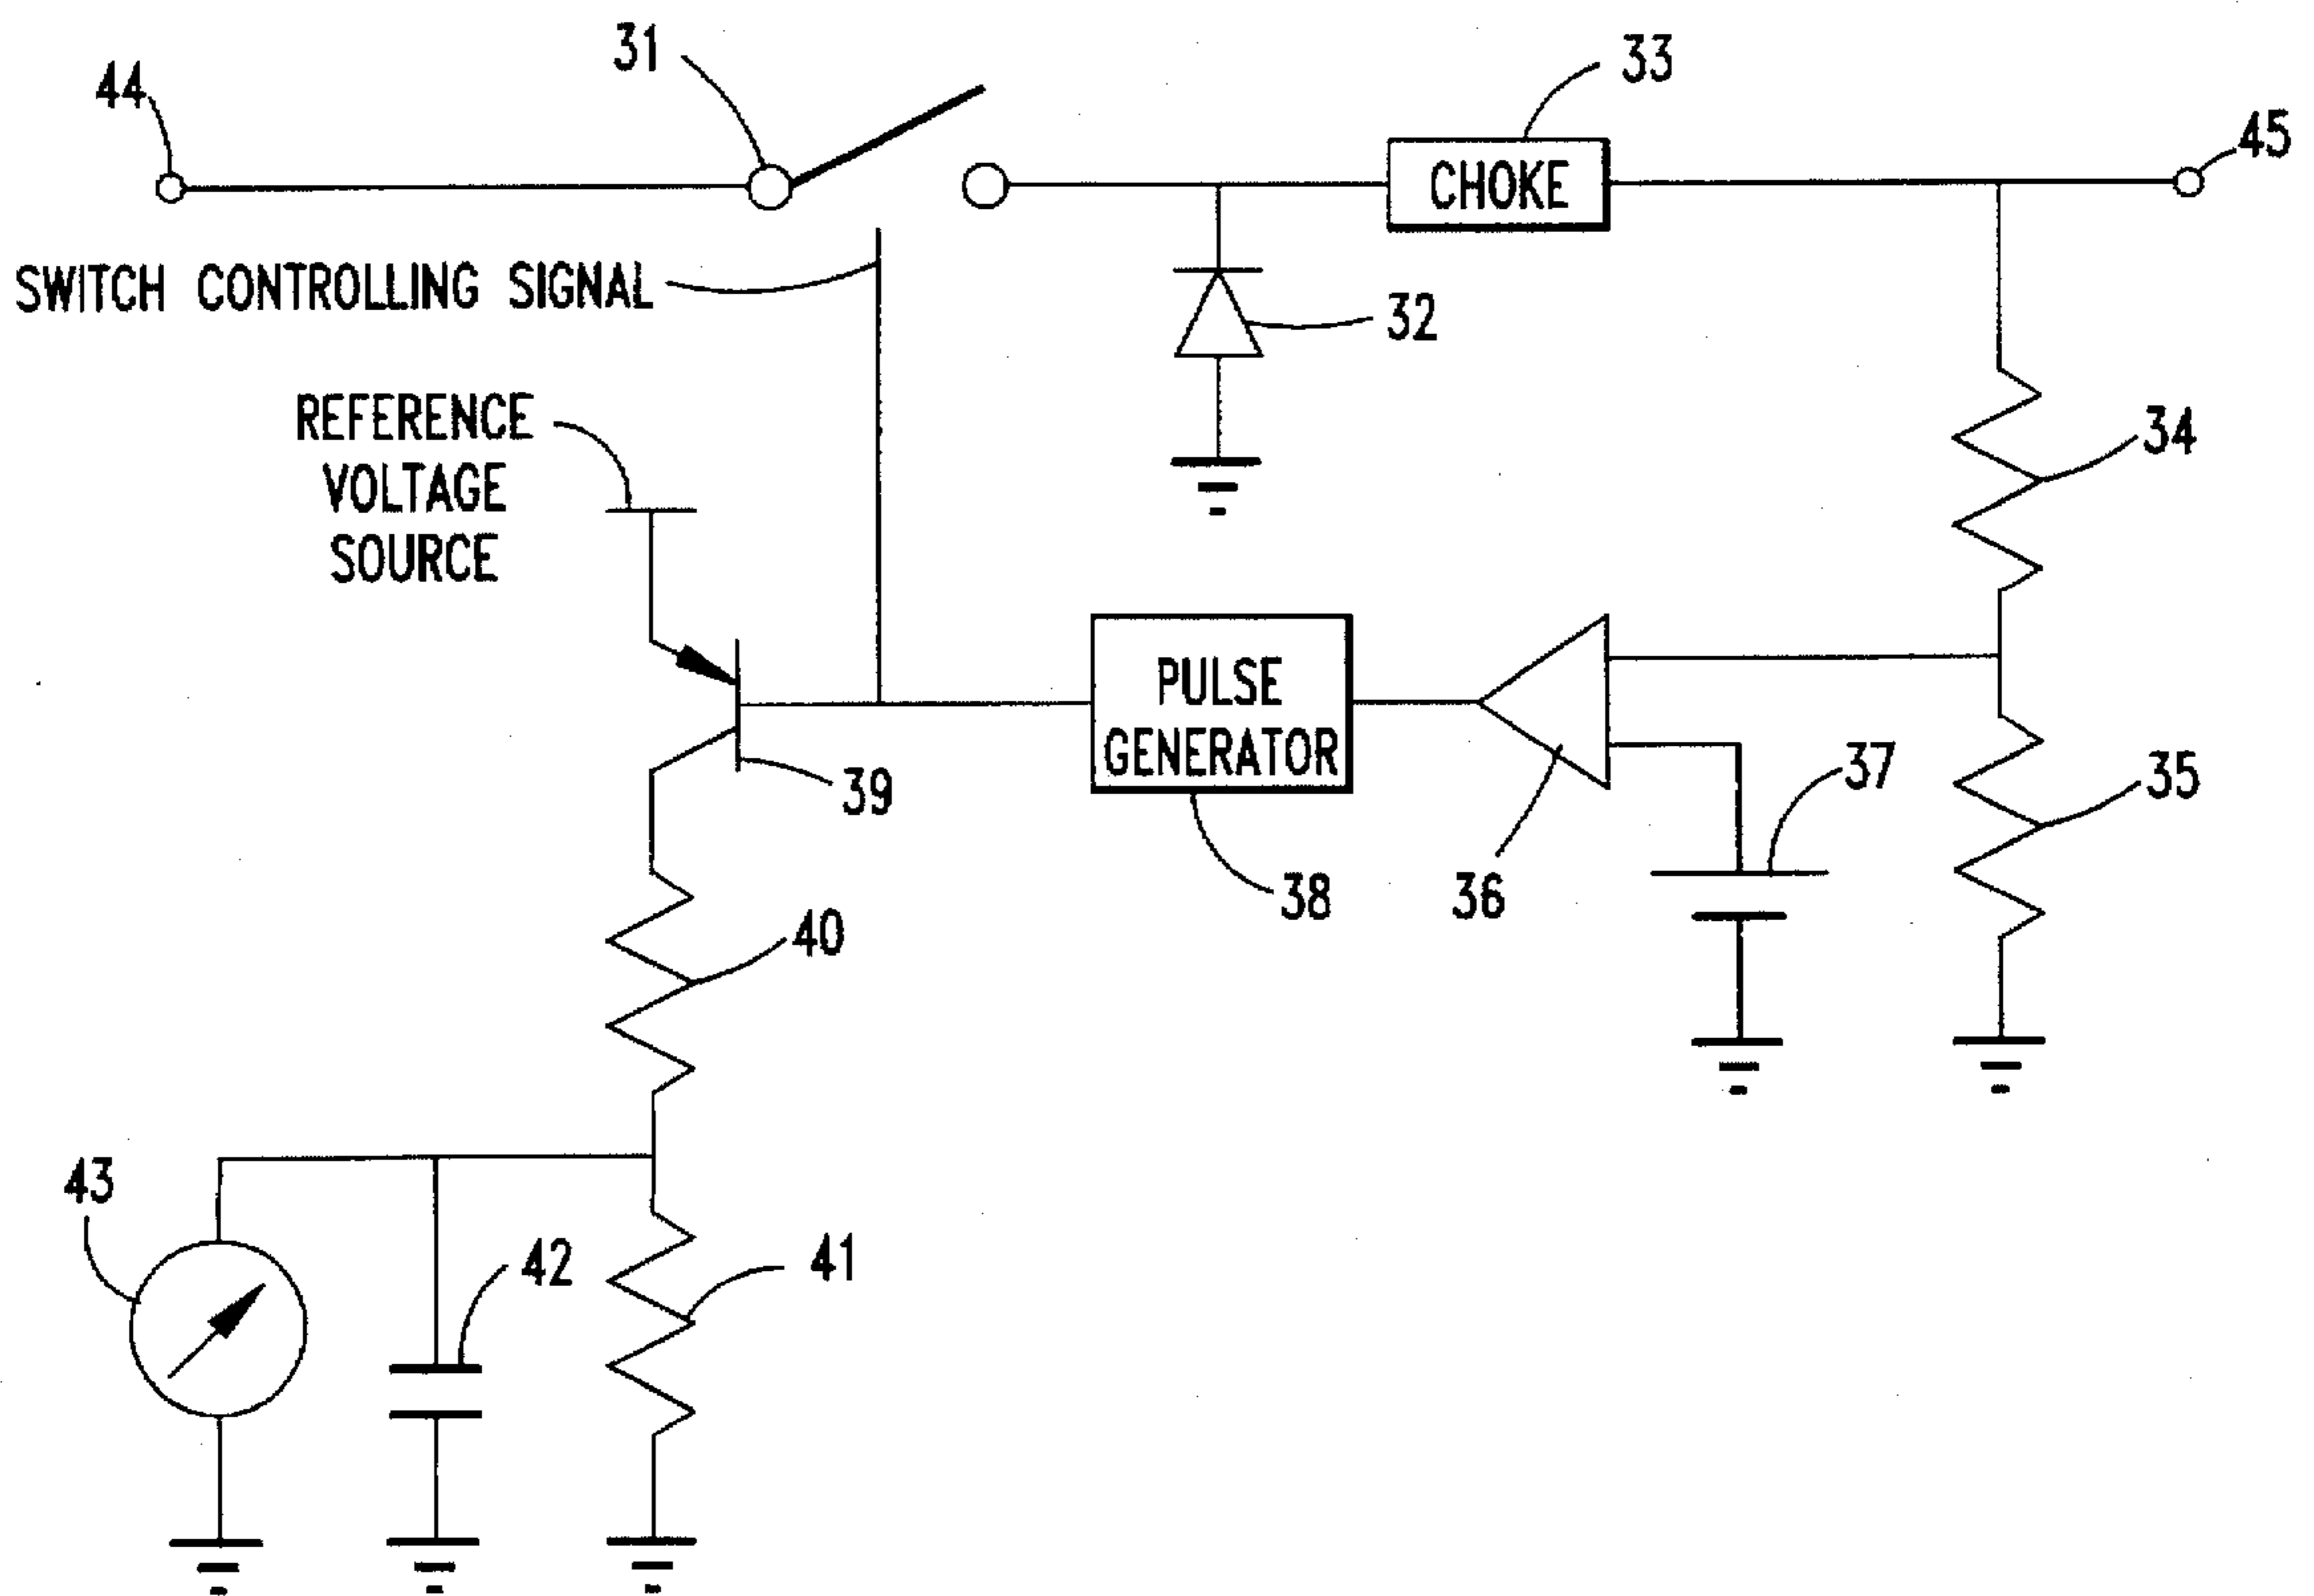 44
31
33
45
CHOKE
SWITCH CONTROLLING SIGNAL
32
REFERENCE
VOLTAGE
SOURCE
34
PULSE
GENERATOR
39
38
36
37
35
40
43
42
41